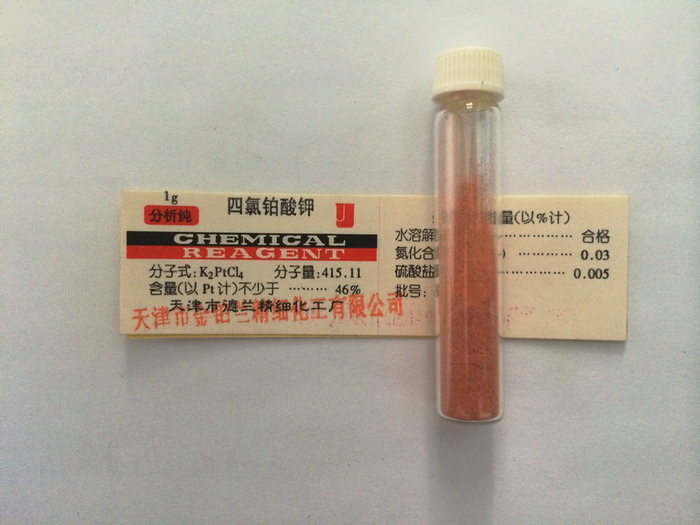 1g
分析纯
四氯铂酸钾
CHEMICAL
REAGENT
分子式:K₂PtCl₄ 分子量:415.11
含量(以Pt计)不少于 ……… 46%
天津市德兰精细化工厂
天津市金铂兰精细化工有限公司
量(以%计)
水溶解 ……………… 合格
氮化合 ………… 0.03
硫酸盐 ………… 0.005
批号: